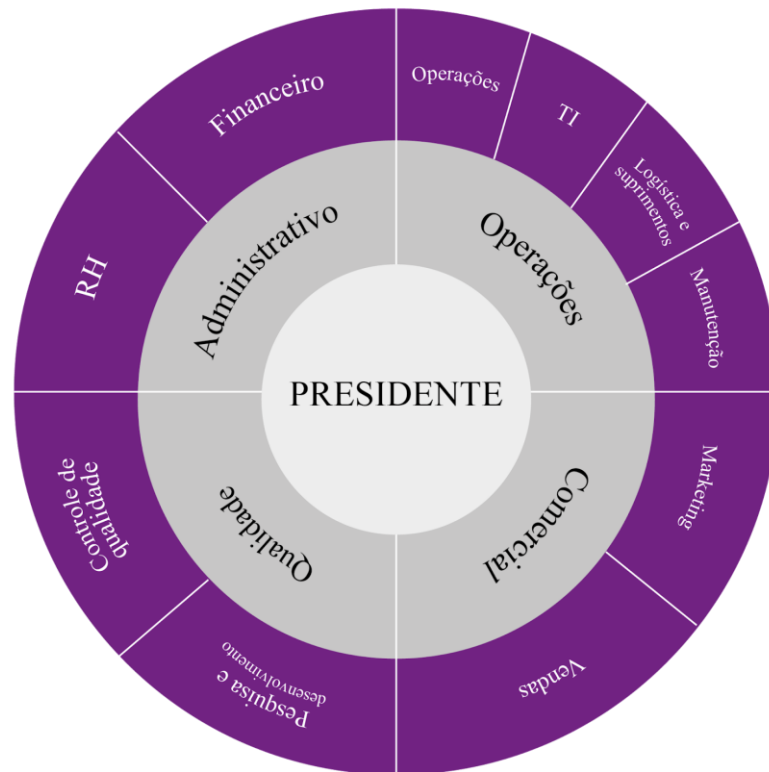 PRESIDENTE
Administrativo
Operações
Comercial
Qualidade
Financeiro
Operações
TI
Logística e
suprimentos
Manutenção
Marketing
Vendas
Pesquisa e
desenvolvimento
Controle de
qualidade
RH